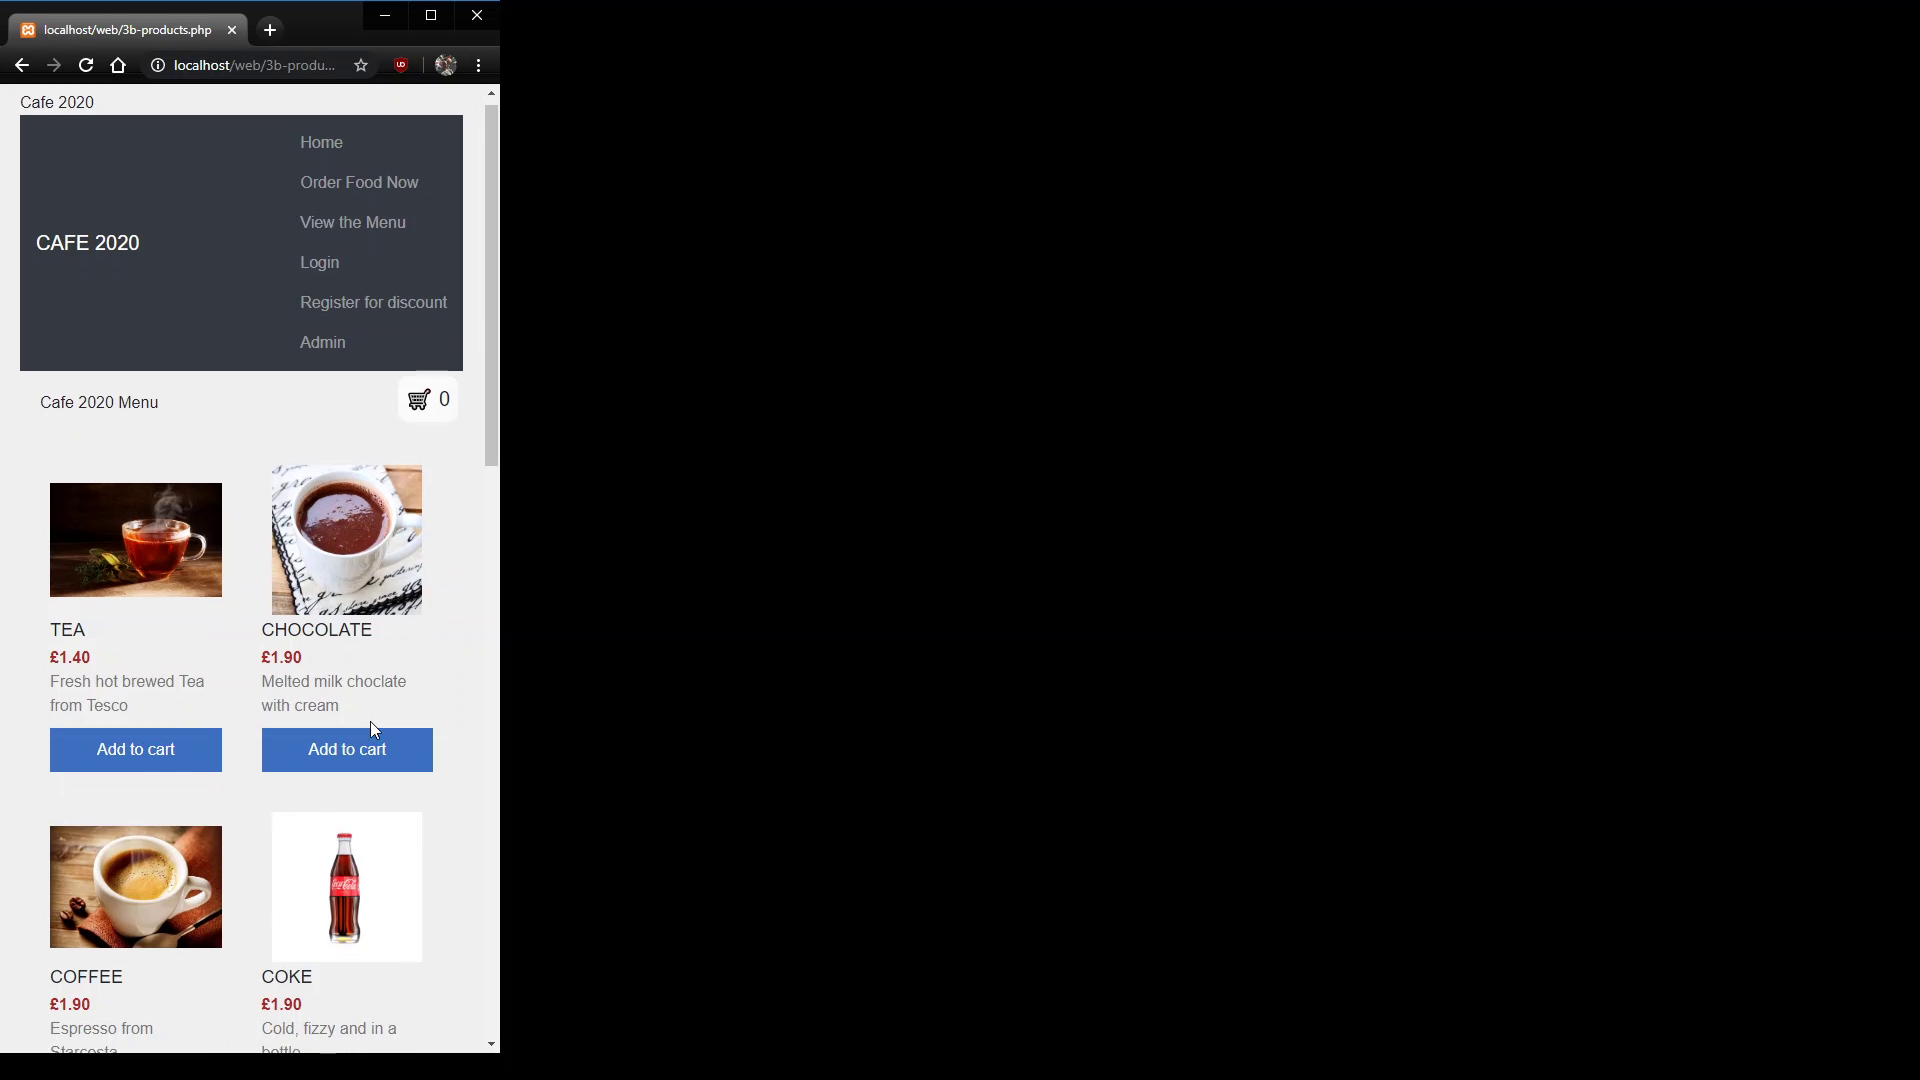 localhost/web/3b-products.php
localhost/web/3b-produ...
Cafe 2020
Home
Order Food Now
View the Menu
CAFE 2020
Login
Register for discount
Admin
Cafe 2020 Menu
0
TEA
£1.40
Fresh hot brewed Tea
from Tesco
Add to cart
CHOCOLATE
£1.90
Melted milk choclate
with cream
Add to cart
COFFEE
£1.90
Espresso from
Starcosta
COKE
£1.90
Cold, fizzy and in a
bottle